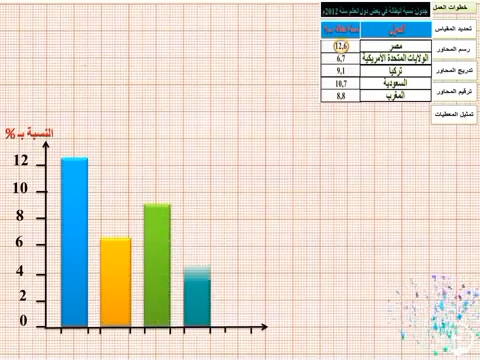 خطوات العمل
جدول: نسبة البطالة في بعض دول العالم سنة 2012م
تحديد المقياس
رسم المحاور
تدريج المحاور
ترقيم المحاور
تمثيل المعطيات
الدول
مصر 12,6
الولايات المتحدة الأمريكية 6,7
تركيا 9,1
السعودية 10,7
المغرب 8,8
النسبة بـ %
12
10
8
6
4
2
0